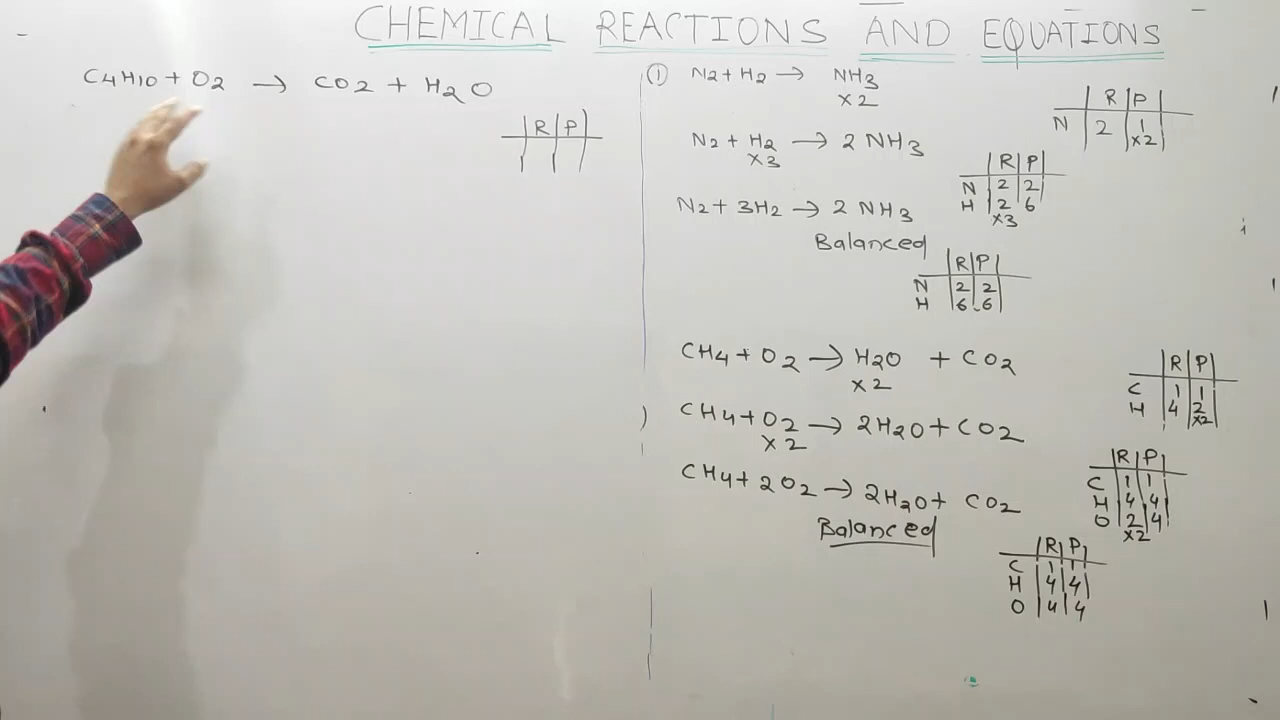 CHEMICAL REACTIONS AND EQUATIONS
C4H10 + O2 → CO2 + H2O
R P
① N2 + H2 → NH3
×2
R P
N 2 1
×2
N2 + H2 → 2 NH3
×3
R P
N 2 2
H 2 6
×3
N2 + 3H2 → 2 NH3
Balanced
R P
N 2 2
H 6 6
CH4 + O2 → H2O + CO2
×2
R P
C 1 1
H 4 2
×2
CH4 + O2 → 2H2O + CO2
×2
R P
C 1 1
H 4 4
O 2 4
×2
CH4 + 2O2 → 2H2O + CO2
Balanced
R P
C 1 1
H 4 4
O 4 4